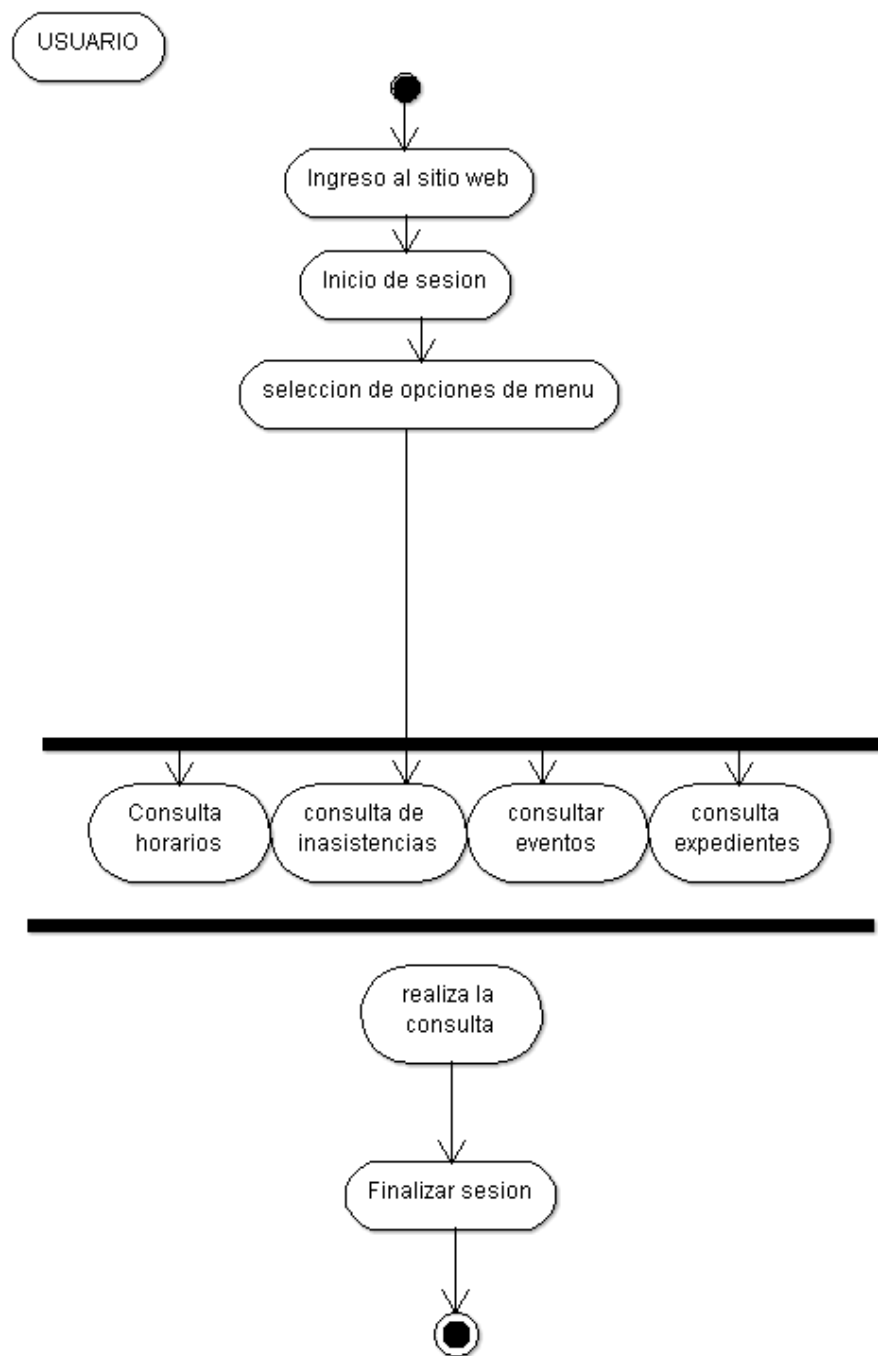 USUARIO
Ingreso al sitio web
Inicio de sesion
seleccion de opciones de menu
Consulta
horarios
consulta de
inasistencias
consultar
eventos
consulta
expedientes
realiza la
consulta
Finalizar sesion